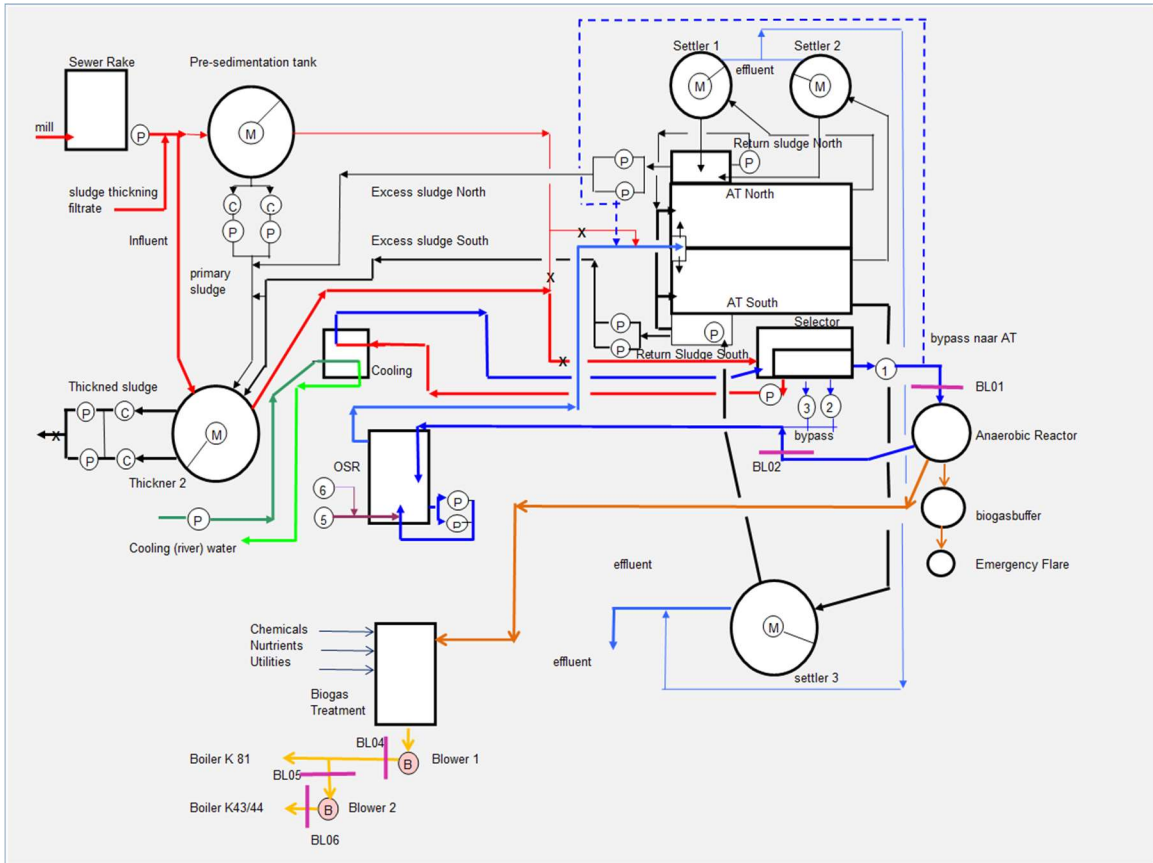 Sewer Rake
Pre-sedimentation tank
Settler 1
Settler 2
effluent
M
M
mill
P
M
P
P
P
Return sludge North
sludge thickning
filtrate
Excess sludge North
AT North
C
C
P
P
Influent
X
Excess sludge South
primary
sludge
X
AT South
P
P
P
Selector
Return Sludge South
bypass naar AT
X
Cooling
1
P
3
2
BL01
Thickned sludge
P
C
X
M
P
C
bypass
Anaerobic Reactor
BL02
Thickner 2
OSR
6
P
5
P
P
biogasbuffer
Cooling (river) water
Emergency Flare
effluent
M
Chemicals
Nurtrients
Utilities
effluent
settler 3
Biogas
Treatment
BL04
Boiler K 81
B
Blower 1
BL05
Boiler K43/44
B
Blower 2
BL06